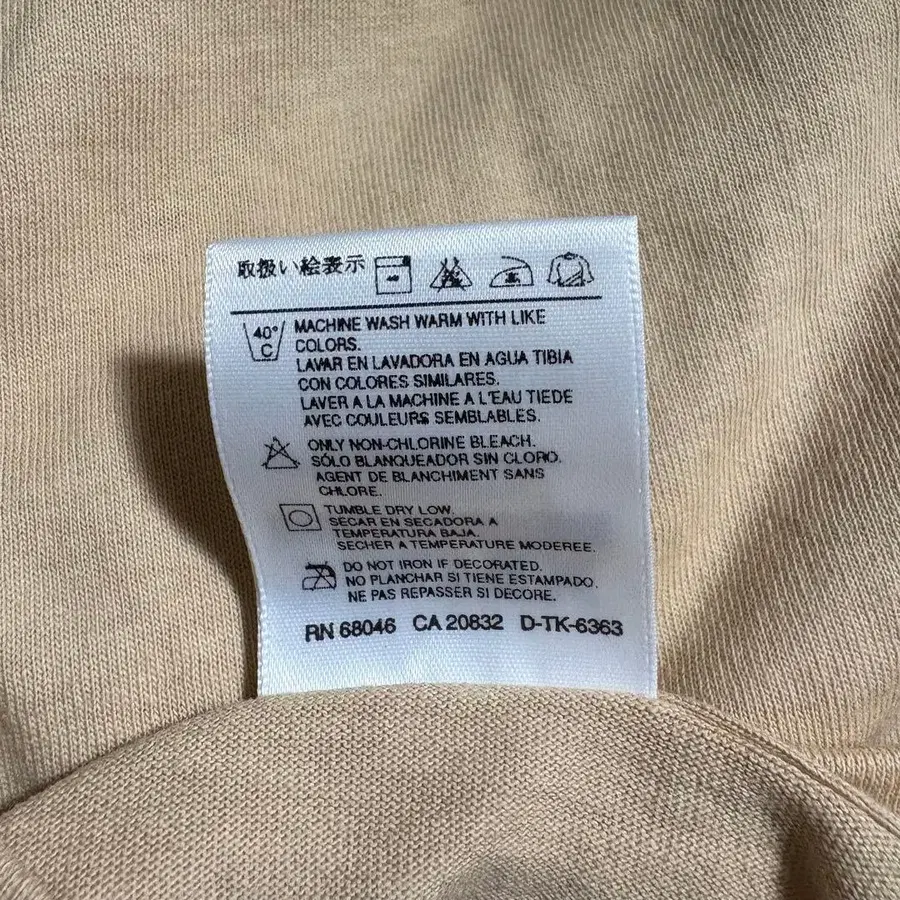 取扱い絵表示
40°
C
MACHINE WASH WARM WITH LIKE
COLORS.
LAVAR EN LAVADORA EN AGUA TIBIA
CON COLORES SIMILARES.
LAVER A LA MACHINE A L'EAU TIEDE
AVEC COULEURS SEMBLABLES.
ONLY NON-CHLORINE BLEACH.
SÓLO BLANQUEADOR SIN CLORO.
AGENT DE BLANCHIMENT SANS
CHLORE.
TUMBLE DRY LOW.
SECAR EN SECADORA A
TEMPERATURA BAJA.
SECHER A TEMPERATURE MODEREE.
DO NOT IRON IF DECORATED.
NO PLANCHAR SI TIENE ESTAMPADO.
NE PAS REPASSER SI DECORE.
RN 68046 CA 20832 D-TK-6363